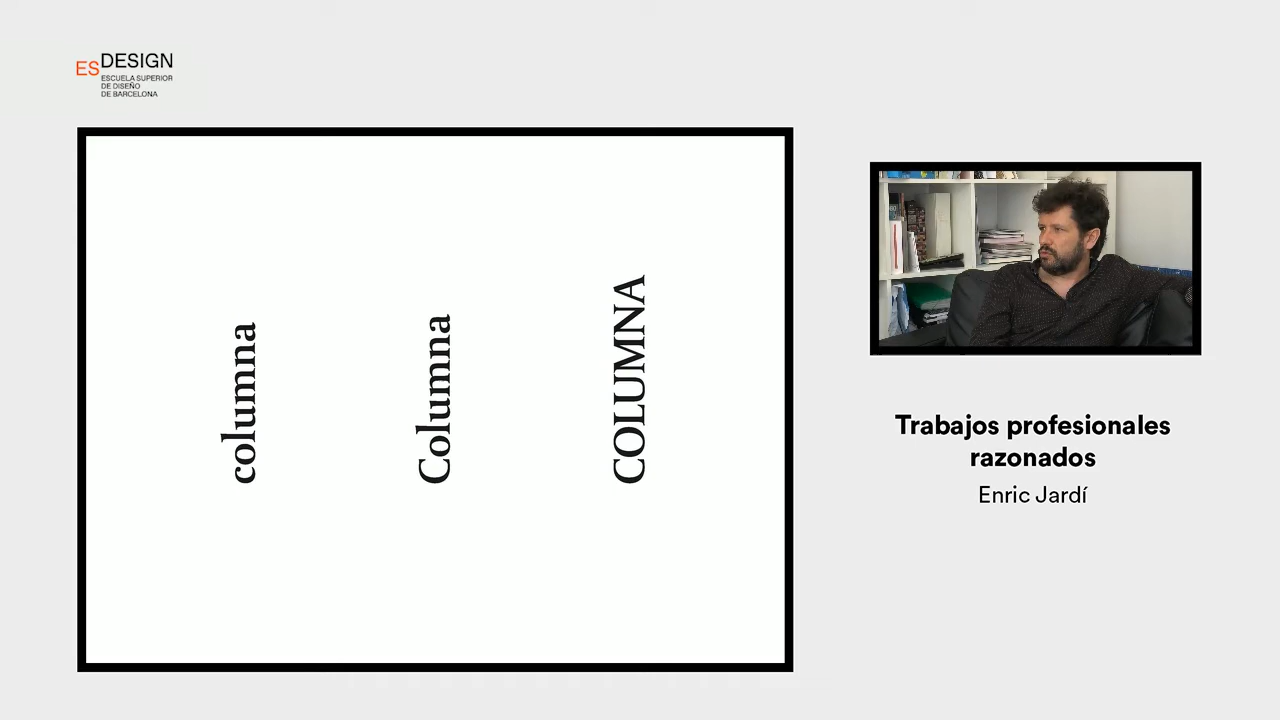 ESDESIGN
ESCUELA SUPERIOR
DE DISEÑO
DE BARCELONA
columna
Columna
COLUMNA
Trabajos profesionales
razonados
Enric Jardí